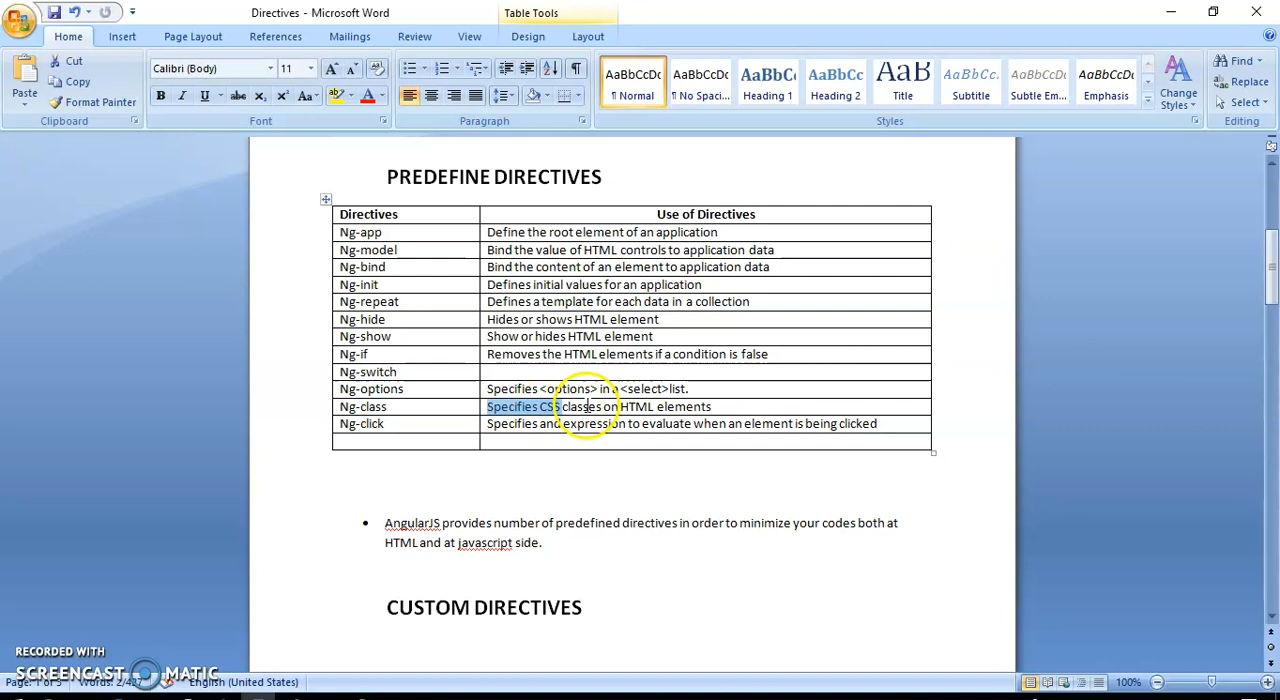 Directives - Microsoft Word
Table Tools
Home
Insert
Page Layout
References
Mailings
Review
View
Design
Layout
Paste
Cut
Copy
Format Painter
Clipboard
Calibri (Body)
11
Font
Paragraph
AaBbCcDc
¶ Normal
AaBbCcDc
¶ No Spaci...
AaBbCc
Heading 1
AaBbCc
Heading 2
AaB
Title
AaBbCc.
Subtitle
AaBbCcDc
Subtle Em...
AaBbCcDc
Emphasis
Change
Styles
Styles
Find
Replace
Select
Editing
PREDEFINE DIRECTIVES
Directives Use of Directives
Ng-app Define the root element of an application
Ng-model Bind the value of HTML controls to application data
Ng-bind Bind the content of an element to application data
Ng-init Defines initial values for an application
Ng-repeat Defines a template for each data in a collection
Ng-hide Hides or shows HTML element
Ng-show Show or hides HTML element
Ng-if Removes the HTML elements if a condition is false
Ng-switch
Ng-options Specifies <options> in a <select>list.
Ng-class Specifies CSS classes on HTML elements
Ng-click Specifies and expression to evaluate when an element is being clicked
• AngularJS provides number of predefined directives in order to minimize your codes both at
HTML and at javascript side.
CUSTOM DIRECTIVES
RECORDED WITH
SCREENCAST MATIC
English (United States)
100%